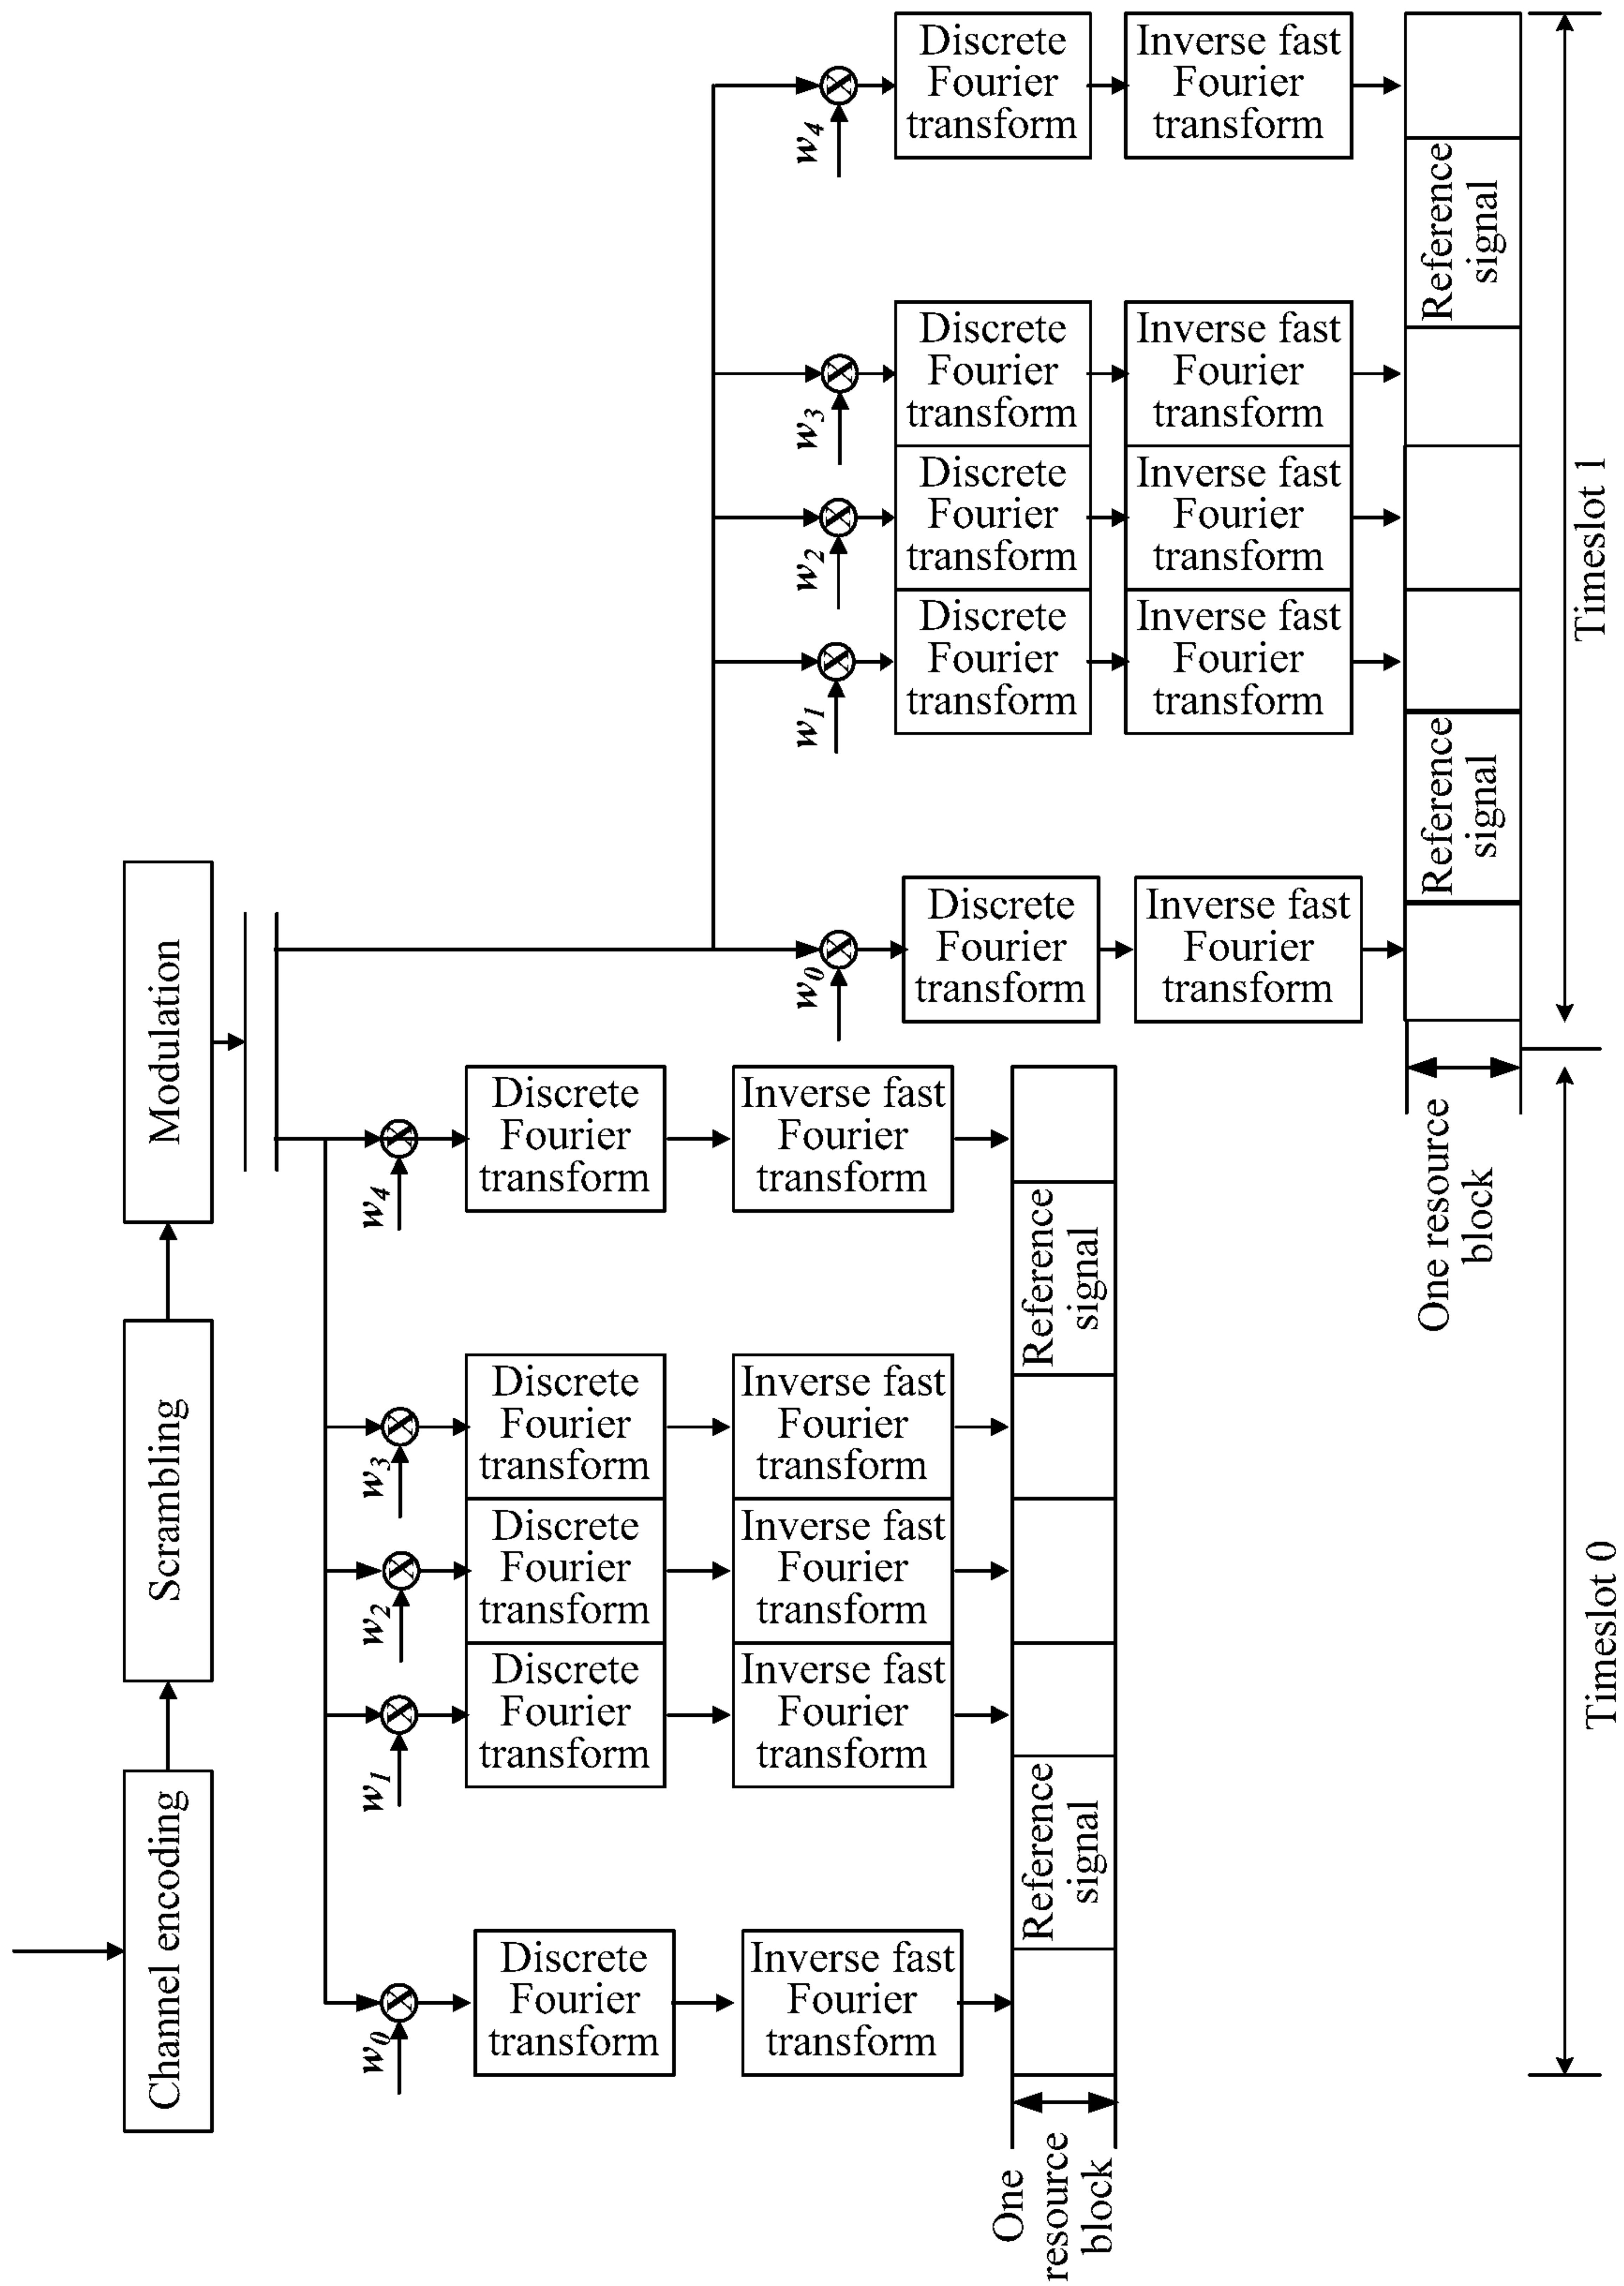 Channel encoding
Scrambling
Modulation
w0
Discrete
Fourier
transform
Inverse fast
Fourier
transform
w1
Discrete
Fourier
transform
Inverse fast
Fourier
transform
w2
Discrete
Fourier
transform
Inverse fast
Fourier
transform
w3
Discrete
Fourier
transform
Inverse fast
Fourier
transform
w4
Discrete
Fourier
transform
Inverse fast
Fourier
transform
Reference
signal
Reference
signal
One
resource
block
Timeslot 0
w0
Discrete
Fourier
transform
Inverse fast
Fourier
transform
w1
Discrete
Fourier
transform
Inverse fast
Fourier
transform
w2
Discrete
Fourier
transform
Inverse fast
Fourier
transform
w3
Discrete
Fourier
transform
Inverse fast
Fourier
transform
w4
Discrete
Fourier
transform
Inverse fast
Fourier
transform
Reference
signal
Reference
signal
One resource
block
Timeslot 1